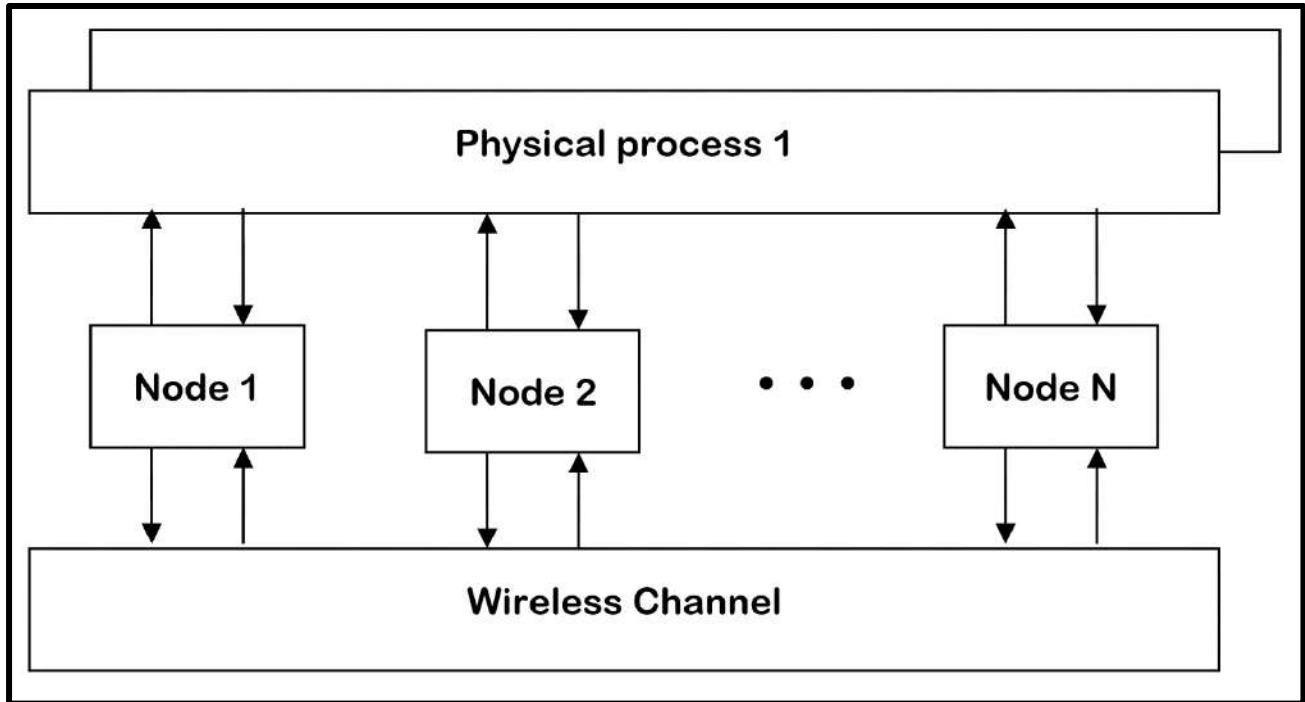 Physical process 1
Node 1
Node 2
Node N
Wireless Channel